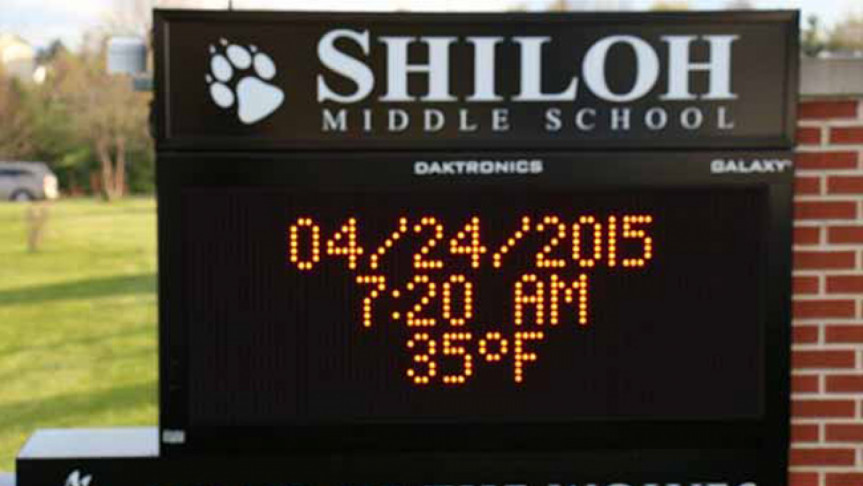 SHILOH
MIDDLE SCHOOL
DAKTRONICS GALAXY
04/24/2015
7:20 AM
35°F